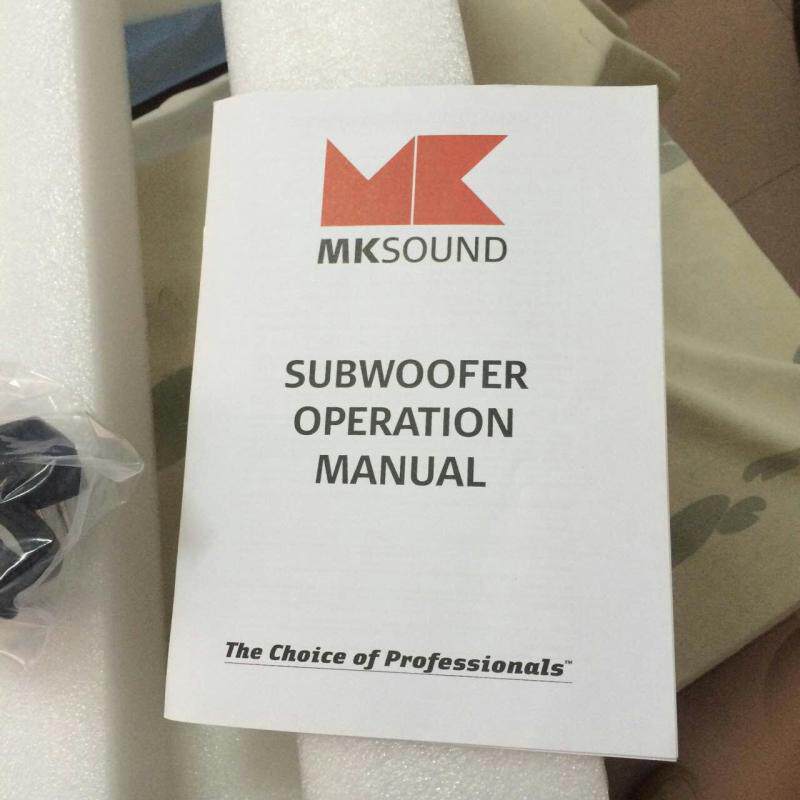 MK
MKSOUND
SUBWOOFER
OPERATION
MANUAL
The Choice of Professionals™